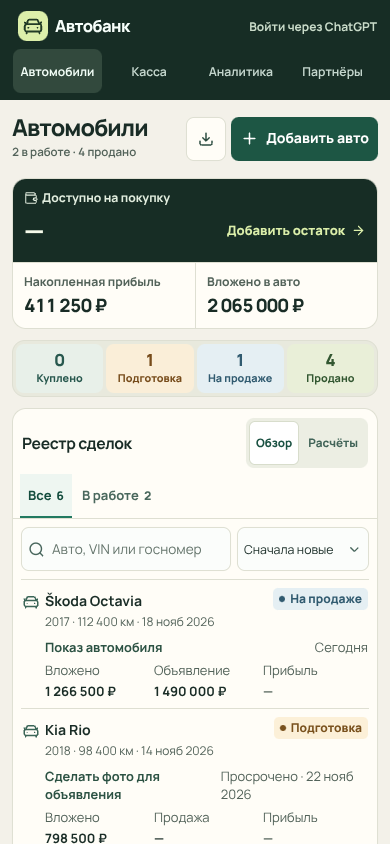 Автобанк
Войти через ChatGPT
Автомобили Касса Аналитика Партнёры
Автомобили
2 в работе · 4 продано
Добавить авто
Доступно на покупку
—
Добавить остаток →
Накопленная прибыль
411 250 ₽
Вложено в авто
2 065 000 ₽
0
Куплено
1
Подготовка
1
На продаже
4
Продано
Реестр сделок
Обзор Расчёты
Все 6 В работе 2
Авто, VIN или госномер
Сначала новые
Škoda Octavia
На продаже
2017 · 112 400 км · 18 нояб 2026
Показ автомобиля
Сегодня
Вложено Объявление Прибыль
1 266 500 ₽ 1 490 000 ₽ —
Kia Rio
Подготовка
2018 · 98 400 км · 14 нояб 2026
Сделать фото для
объявления
Просрочено · 22 нояб
2026
Вложено Продажа Прибыль
798 500 ₽ — —